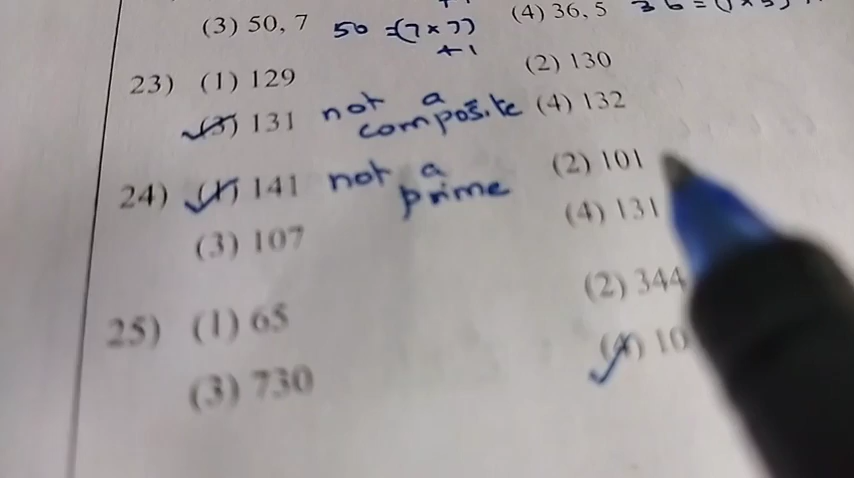 (3) 50, 7 50 =(7 × 7) (4) 36, 5
+1
23) (1) 129 (2) 130
(3) 131 not a composite (4) 132
24) (1) 141 not a prime (2) 101
(3) 107 (4) 131
25) (1) 65 (2) 344
(3) 730 (4) 10